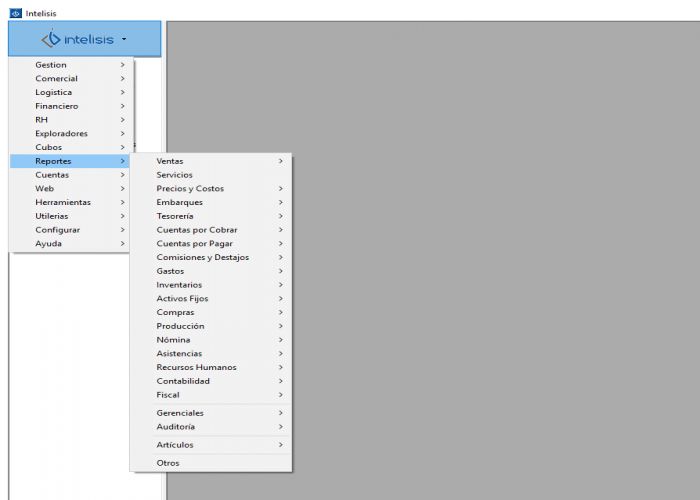 Intelisis
intelisis
Gestion
Comercial
Logistica
Financiero
RH
Exploradores
Cubos
Reportes
Cuentas
Web
Herramientas
Utilerias
Configurar
Ayuda
Ventas
Servicios
Precios y Costos
Embarques
Tesorería
Cuentas por Cobrar
Cuentas por Pagar
Comisiones y Destajos
Gastos
Inventarios
Activos Fijos
Compras
Producción
Nómina
Asistencias
Recursos Humanos
Contabilidad
Fiscal
Gerenciales
Auditoría
Artículos
Otros